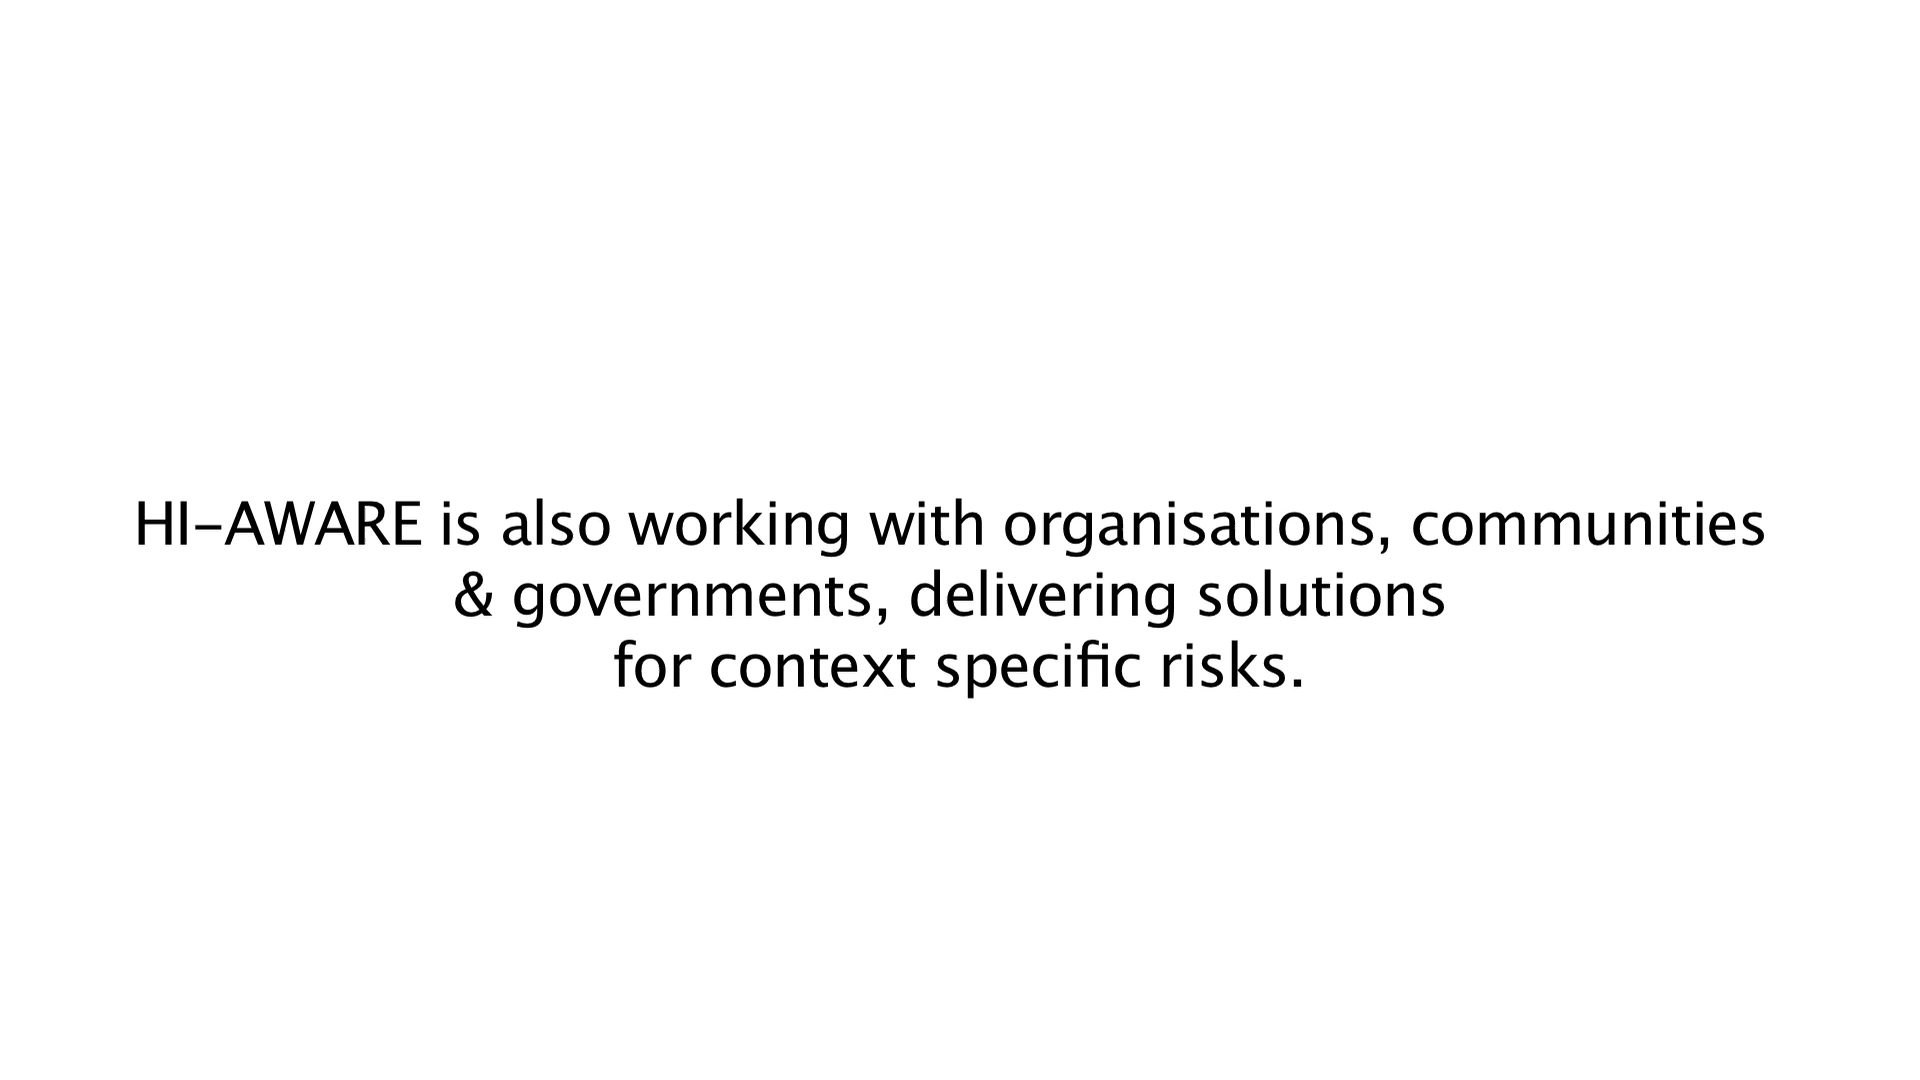 HI–AWARE is also working with organisations, communities
& governments, delivering solutions
for context specific risks.